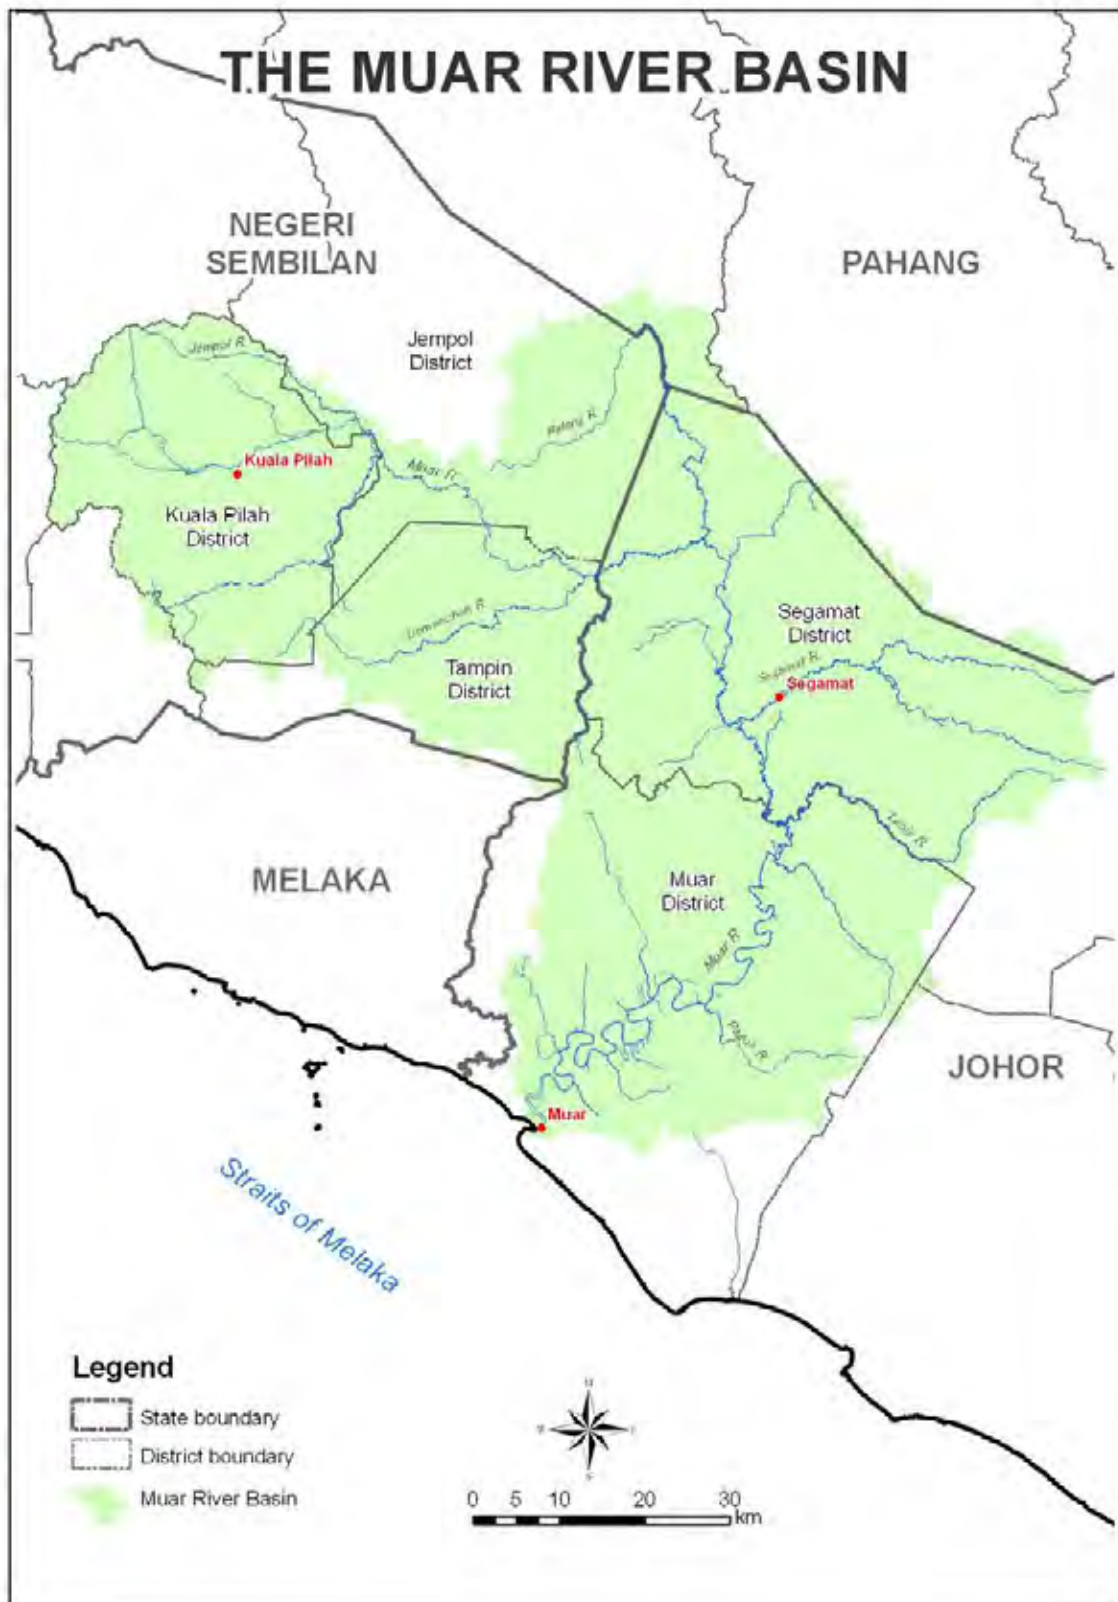 THE MUAR RIVER BASIN
NEGERI
SEMBILAN
PAHANG
Jempol
District
Jempol R.
Muar R.
Kuala Pilah
Kuala Pilah
District
Segamat
District
Segamat R.
Segamat
Tampin
District
MELAKA
Muar
District
Muar R.
JOHOR
Muar
Straits of Melaka
Legend
State boundary
District boundary
Muar River Basin
N
W
E
S
0 5 10 20 30
km